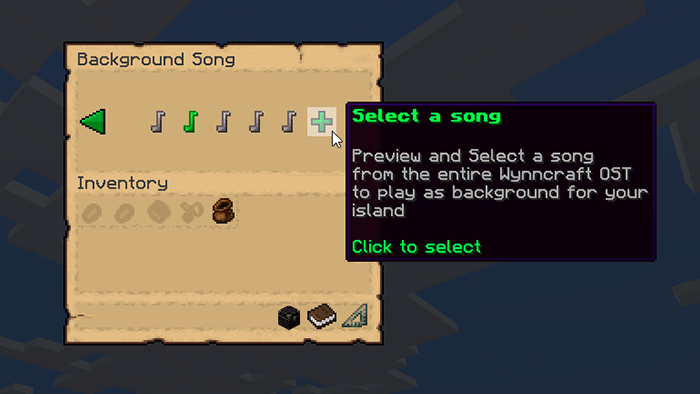 Background Song
Select a song
Preview and Select a song
from the entire Wynncraft OST
to play as background for your
island
Click to select
Inventory